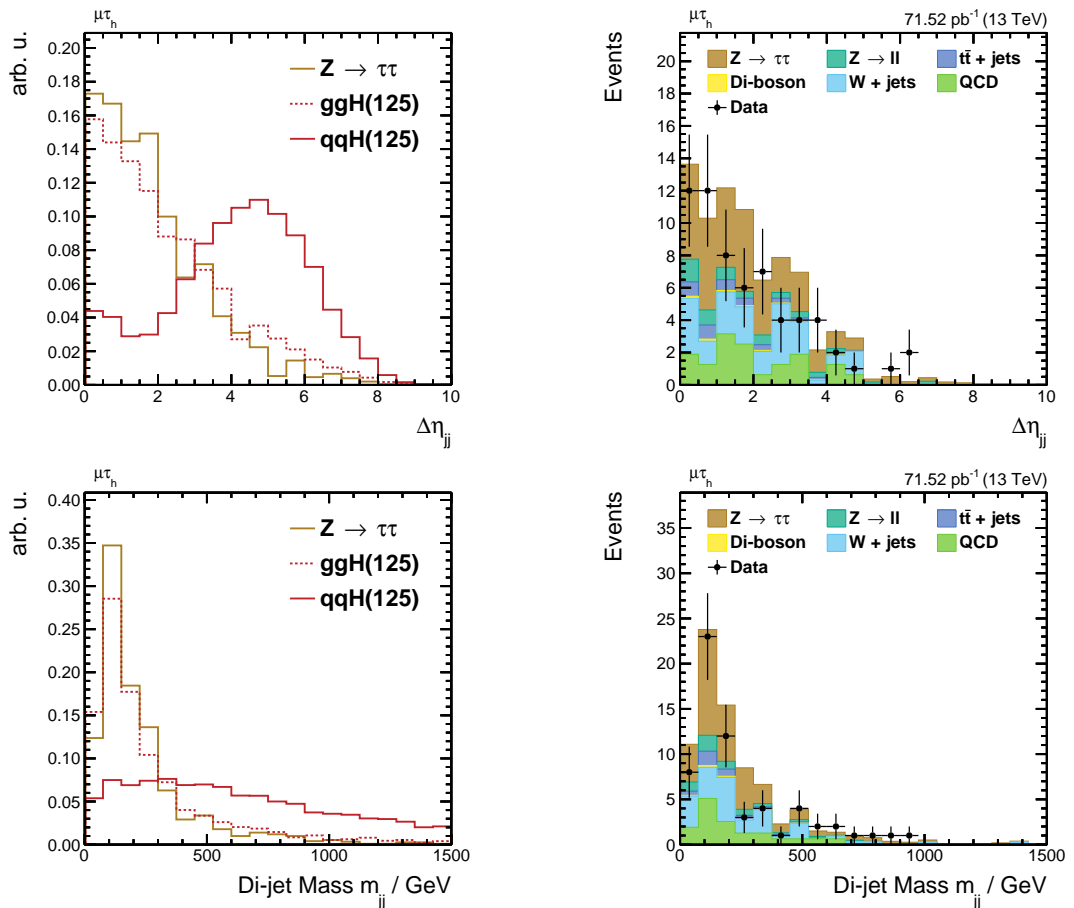 μτh
arb. u.
0.20
0.18
0.16
0.14
0.12
0.10
0.08
0.06
0.04
0.02
0.00
Z → ττ
ggH(125)
qqH(125)
0 2 4 6 8 10
Δηjj
μτh 71.52 pb⁻¹ (13 TeV)
Events
20
18
16
14
12
10
8
6
4
2
0
Z → ττ Z → ll tt̄ + jets
Di-boson W + jets QCD
Data
0 2 4 6 8 10
Δηjj
μτh
arb. u.
0.40
0.35
0.30
0.25
0.20
0.15
0.10
0.05
0.00
Z → ττ
ggH(125)
qqH(125)
0 500 1000 1500
Di-jet Mass mjj / GeV
μτh 71.52 pb⁻¹ (13 TeV)
Events
35
30
25
20
15
10
5
0
Z → ττ Z → ll tt̄ + jets
Di-boson W + jets QCD
Data
0 500 1000 1500
Di-jet Mass mjj / GeV